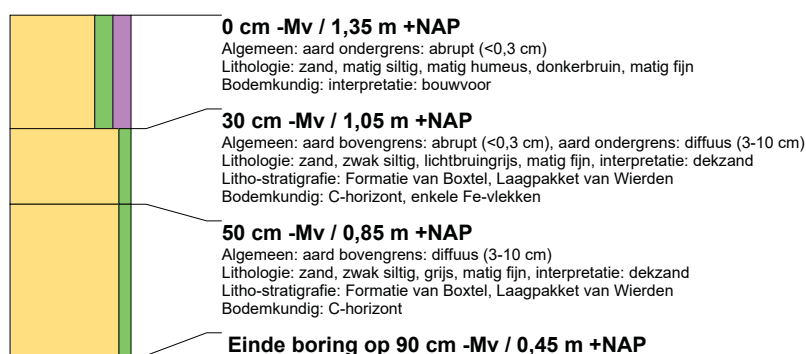 0 cm -Mv / 1,35 m +NAP
Algemeen: aard ondergrens: abrupt (<0,3 cm)
Lithologie: zand, matig siltig, matig humeus, donkerbruin, matig fijn
Bodemkundig: interpretatie: bouwvoor
30 cm -Mv / 1,05 m +NAP
Algemeen: aard bovengrens: abrupt (<0,3 cm), aard ondergrens: diffuus (3-10 cm)
Lithologie: zand, zwak siltig, lichtbruingrijs, matig fijn, interpretatie: dekzand
Litho-stratigrafie: Formatie van Boxtel, Laagpakket van Wierden
Bodemkundig: C-horizont, enkele Fe-vlekken
50 cm -Mv / 0,85 m +NAP
Algemeen: aard bovengrens: diffuus (3-10 cm)
Lithologie: zand, zwak siltig, grijs, matig fijn, interpretatie: dekzand
Litho-stratigrafie: Formatie van Boxtel, Laagpakket van Wierden
Bodemkundig: C-horizont
Einde boring op 90 cm -Mv / 0,45 m +NAP